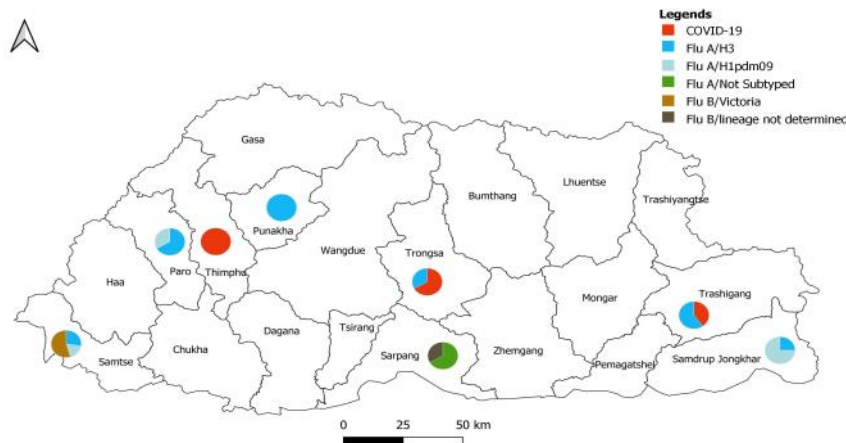 Legends
COVID-19
Flu A/H3
Flu A/H1pdm09
Flu A/Not Subtyped
Flu B/Victoria
Flu B/lineage not determined
Gasa
Lhuentse
Bumthang
Trashiyangtse
Punakha
Wangdue
Trongsa
Paro
Thimphu
Haa
Trashigang
Mongar
Dagana
Tsirang
Sarpang
Zhemgang
Chukha
Samtse
Pemagatshel
Samdrup Jongkhar
0 25 50 km